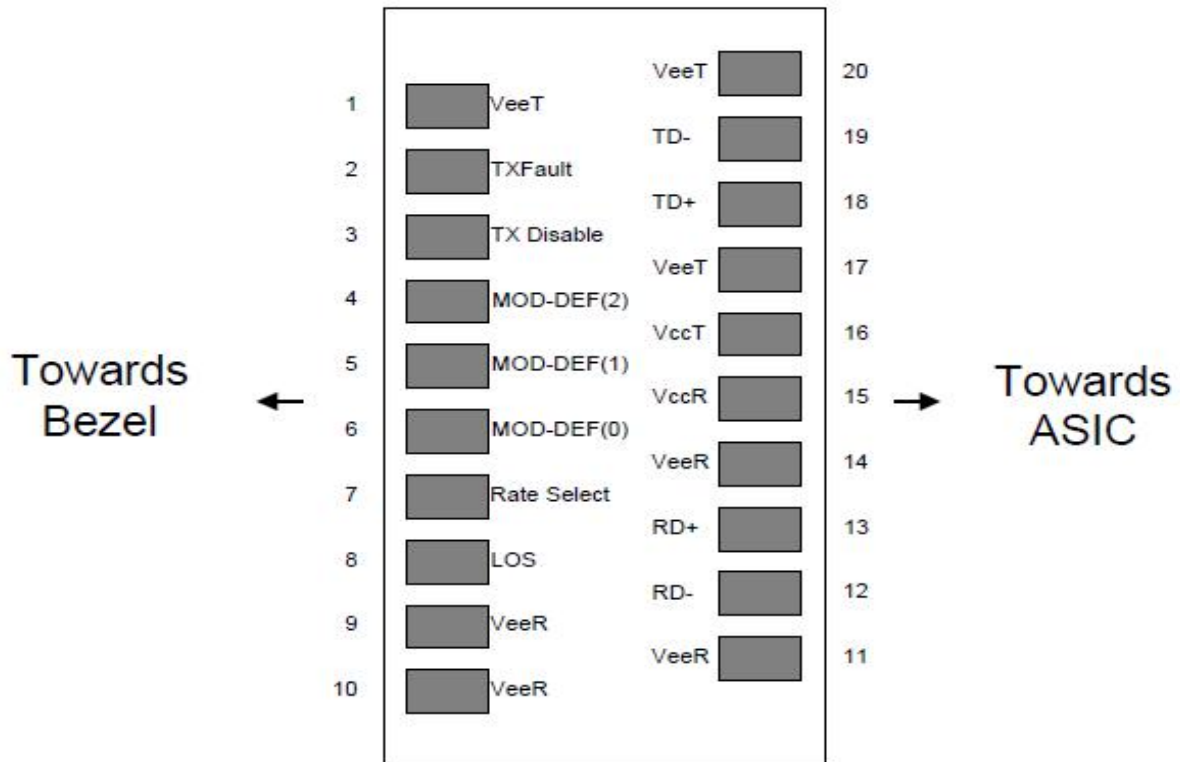 VeeT 20
1 VeeT
TD- 19
2 TXFault
TD+ 18
3 TX Disable
VeeT 17
4 MOD-DEF(2)
VccT 16
5 MOD-DEF(1)
Towards
Bezel
VccR 15
Towards
ASIC
6 MOD-DEF(0)
VeeR 14
7 Rate Select
RD+ 13
8 LOS
RD- 12
9 VeeR
VeeR 11
10 VeeR